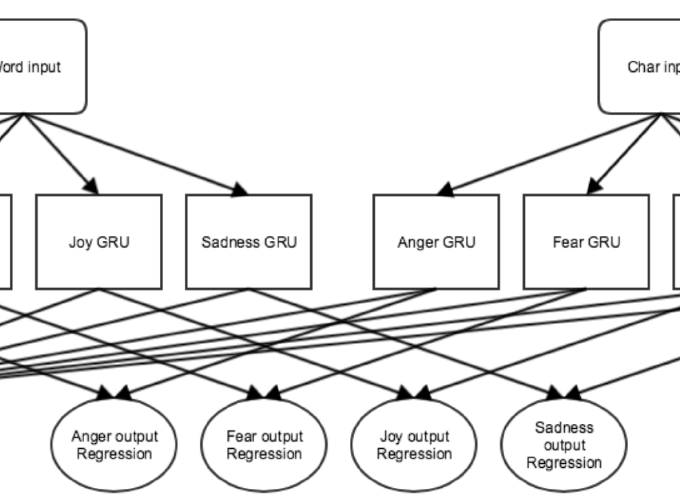 Word input
Char inp
Joy GRU
Sadness GRU
Anger GRU
Fear GRU
Anger output
Regression
Fear output
Regression
Joy output
Regression
Sadness
output
Regression